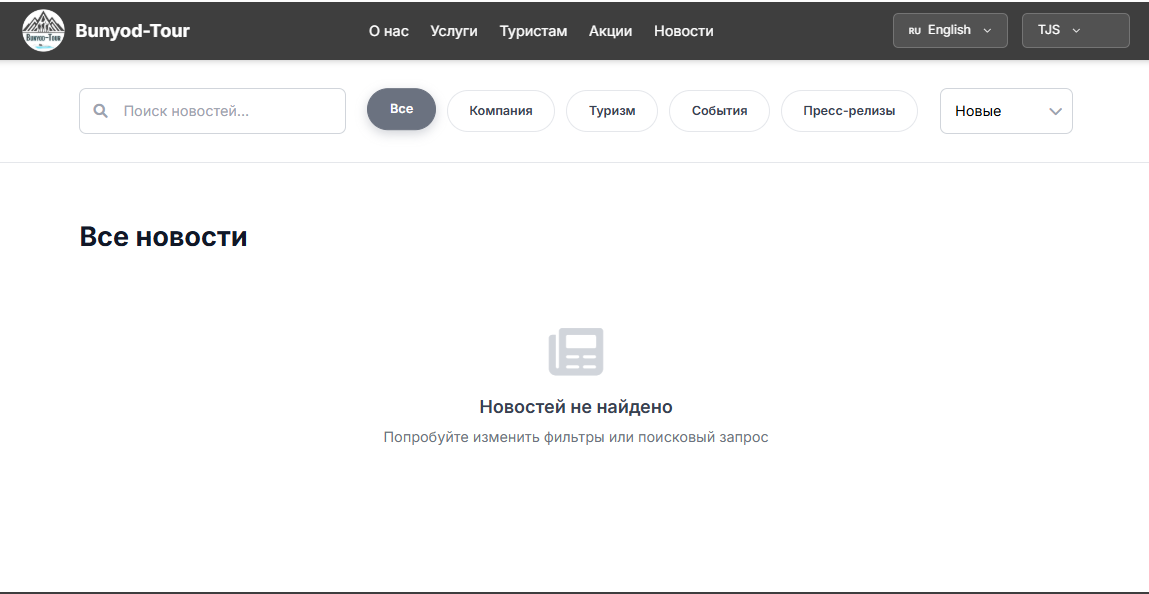 Bunyod-Tour
Bunyod-Tour
О нас
Услуги
Туристам
Акции
Новости
RU English
TJS
Поиск новостей...
Все
Компания
Туризм
События
Пресс-релизы
Новые
Все новости
Новостей не найдено
Попробуйте изменить фильтры или поисковый запрос